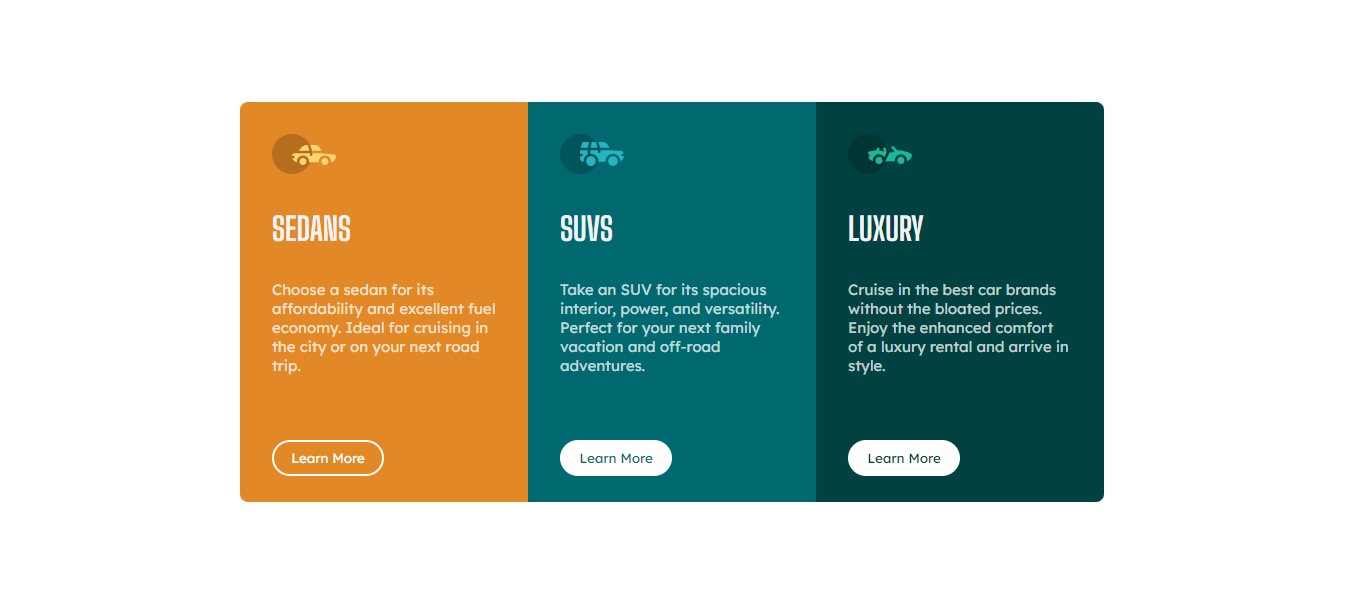 SEDANS
Choose a sedan for its
affordability and excellent fuel
economy. Ideal for cruising in
the city or on your next road
trip.
Learn More
SUVS
Take an SUV for its spacious
interior, power, and versatility.
Perfect for your next family
vacation and off-road
adventures.
Learn More
LUXURY
Cruise in the best car brands
without the bloated prices.
Enjoy the enhanced comfort
of a luxury rental and arrive in
style.
Learn More